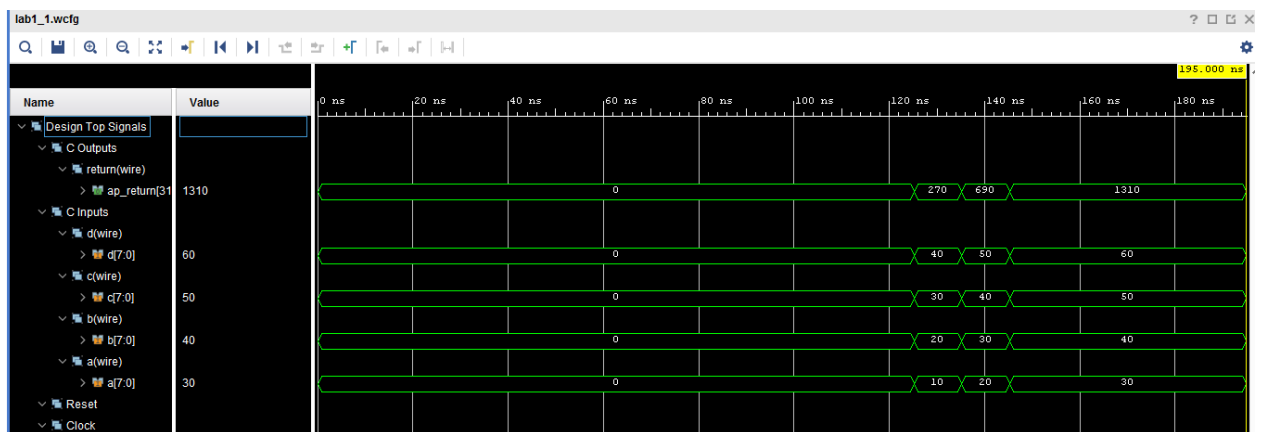 lab1_1.wcfg
195.000 ns
Name Value 0 ns 20 ns 40 ns 60 ns 80 ns 100 ns 120 ns 140 ns 160 ns 180 ns
Design Top Signals
C Outputs
return(wire)
ap_return[31 1310 0 270 690 1310
C Inputs
d(wire)
d[7:0] 60 0 40 50 60
c(wire)
c[7:0] 50 0 30 40 50
b(wire)
b[7:0] 40 0 20 30 40
a(wire)
a[7:0] 30 0 10 20 30
Reset
Clock